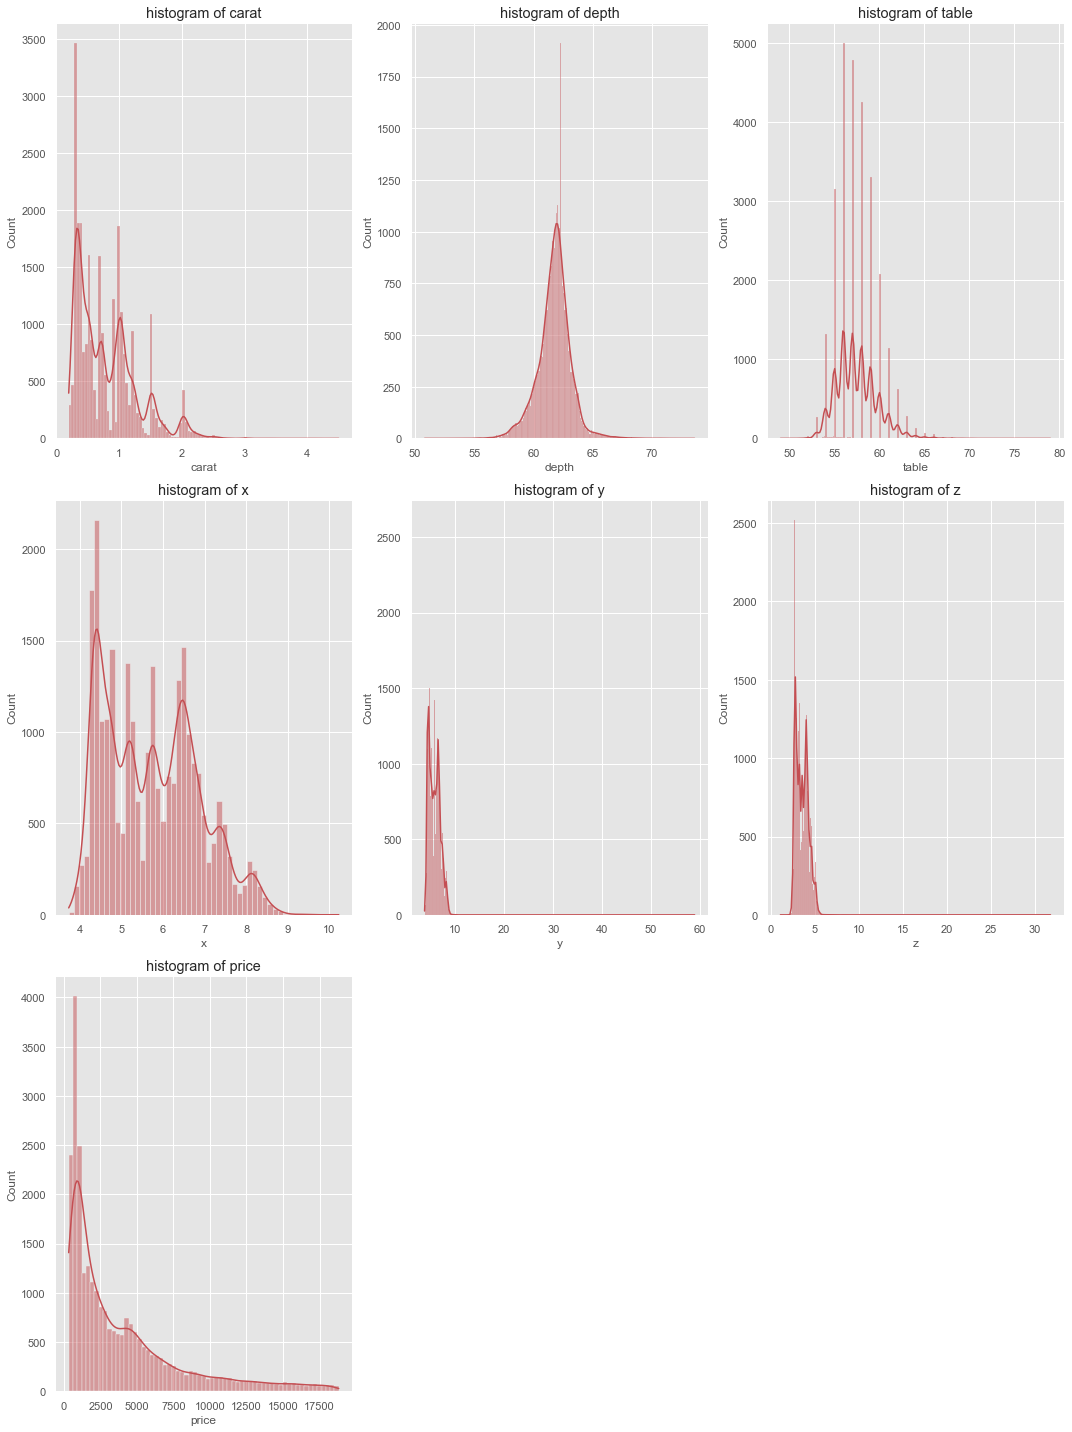 histogram of carat
3500
3000
2500
2000
1500
1000
500
0
Count
0 1 2 3 4
carat
histogram of depth
2000
1750
1500
1250
1000
750
500
250
0
Count
50 55 60 65 70
depth
histogram of table
5000
4000
3000
2000
1000
0
Count
50 55 60 65 70 75 80
table
histogram of x
2000
1500
1000
500
0
Count
4 5 6 7 8 9 10
x
histogram of y
2500
2000
1500
1000
500
0
Count
10 20 30 40 50 60
y
histogram of z
2500
2000
1500
1000
500
0
Count
0 5 10 15 20 25 30
z
histogram of price
4000
3500
3000
2500
2000
1500
1000
500
0
Count
0 2500 5000 7500 10000 12500 15000 17500
price